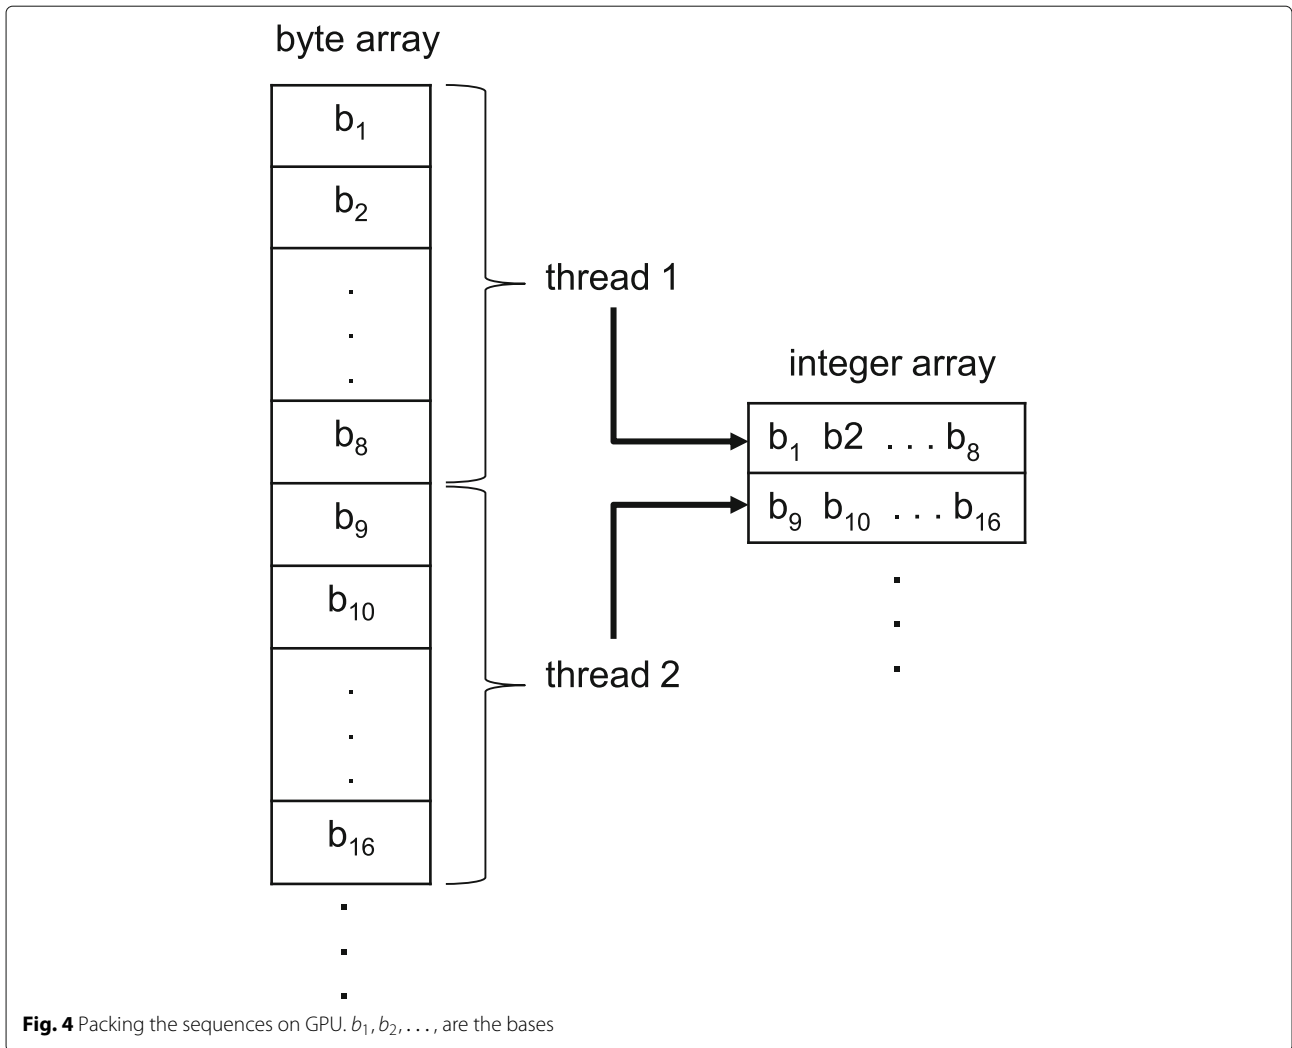 byte array
b₁
b₂
.
.
.
b₈
b₉
b₁₀
.
.
.
b₁₆
.
.
.
thread 1
thread 2
integer array
b₁ b2 . . . b₈
b₉ b₁₀ . . . b₁₆
.
.
.
Fig. 4 Packing the sequences on GPU. b₁, b₂, . . . , are the bases